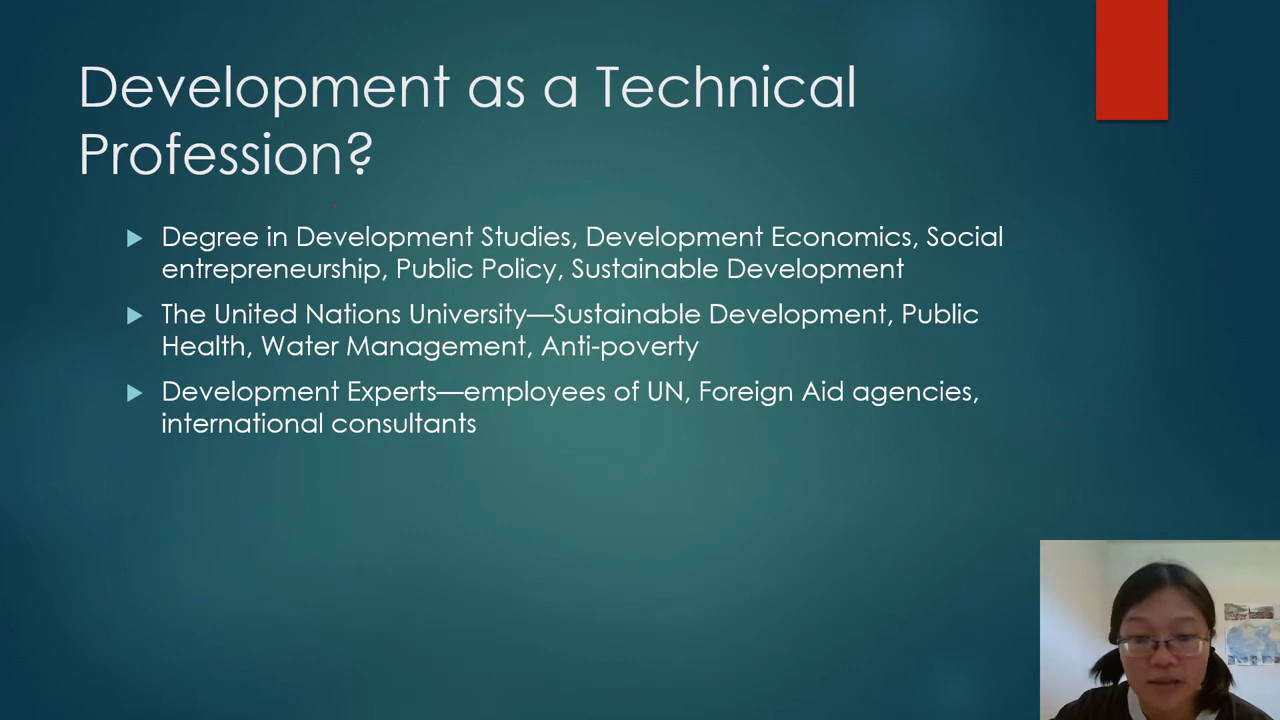 Development as a Technical
Profession?
Degree in Development Studies, Development Economics, Social
entrepreneurship, Public Policy, Sustainable Development
The United Nations University—Sustainable Development, Public
Health, Water Management, Anti-poverty
Development Experts—employees of UN, Foreign Aid agencies,
international consultants